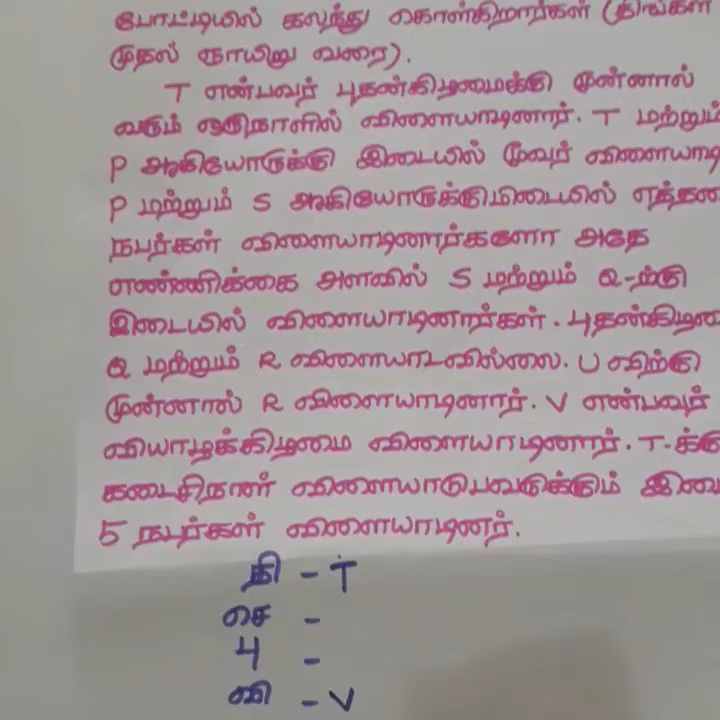 போட்டியில் கலந்து கொள்கிறார்கள் (திங்கள்
முதல் ஞாயிறு வரை).
T என்பவர் புதன்கிழமைக்கு முன்னால்
வரும் ஒருநாளில் விளையாடினார். T மற்றும்
P ஆகியோருக்கு இடையில் மூவர் விளையாடி
P மற்றும் S ஆகியோருக்குமிடையில் எத்தனை
நபர்கள் விளையாடினார்களோ அதே
எண்ணிக்கை அளவில் S மற்றும் Q-ற்கு
இடையில் விளையாடினார்கள். புதன்கிழமை
Q மற்றும் R விளையாடவில்லை. U விற்கு
முன்னால் R விளையாடினார். V என்பவர்
வியாழக்கிழமை விளையாடினார். T-க்கு
கடைசிநாள் விளையாடுபவருக்கும் இடை
5 நபர்கள் விளையாடினர்.
தி - T
செ -
பு -
வி - V